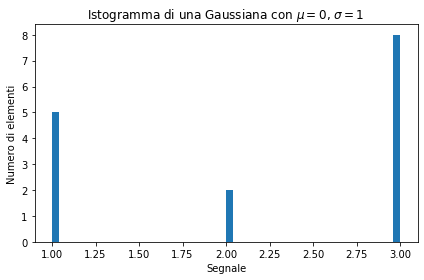 Istogramma di una Gaussiana con μ = 0, σ = 1
8
7
6
5
4
3
2
1
0
Numero di elementi
1.00 1.25 1.50 1.75 2.00 2.25 2.50 2.75 3.00
Segnale